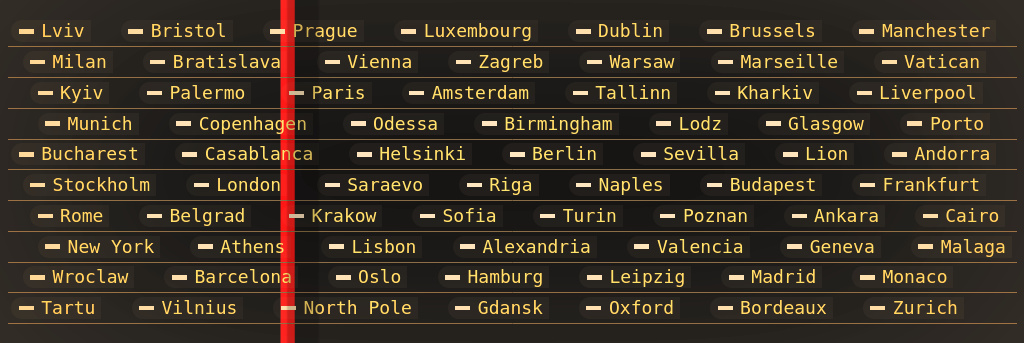 Lviv Bristol Prague Luxembourg Dublin Brussels Manchester
Milan Bratislava Vienna Zagreb Warsaw Marseille Vatican
Kyiv Palermo Paris Amsterdam Tallinn Kharkiv Liverpool
Munich Copenhagen Odessa Birmingham Lodz Glasgow Porto
Bucharest Casablanca Helsinki Berlin Sevilla Lion Andorra
Stockholm London Saraevo Riga Naples Budapest Frankfurt
Rome Belgrad Krakow Sofia Turin Poznan Ankara Cairo
New York Athens Lisbon Alexandria Valencia Geneva Malaga
Wroclaw Barcelona Oslo Hamburg Leipzig Madrid Monaco
Tartu Vilnius North Pole Gdansk Oxford Bordeaux Zurich